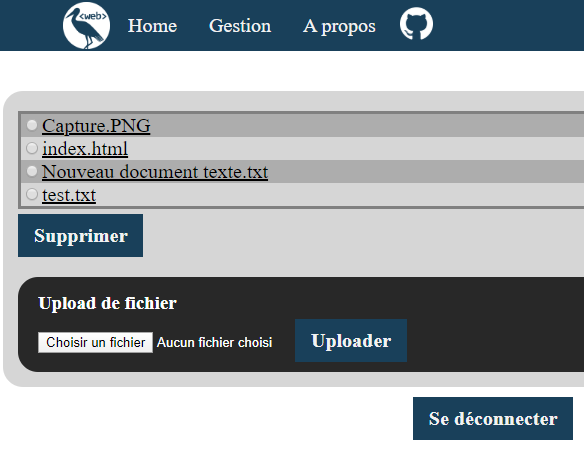 <web>
Home Gestion A propos
Capture.PNG
index.html
Nouveau document texte.txt
test.txt
Supprimer
Upload de fichier
Choisir un fichier Aucun fichier choisi Uploader
Se déconnecter